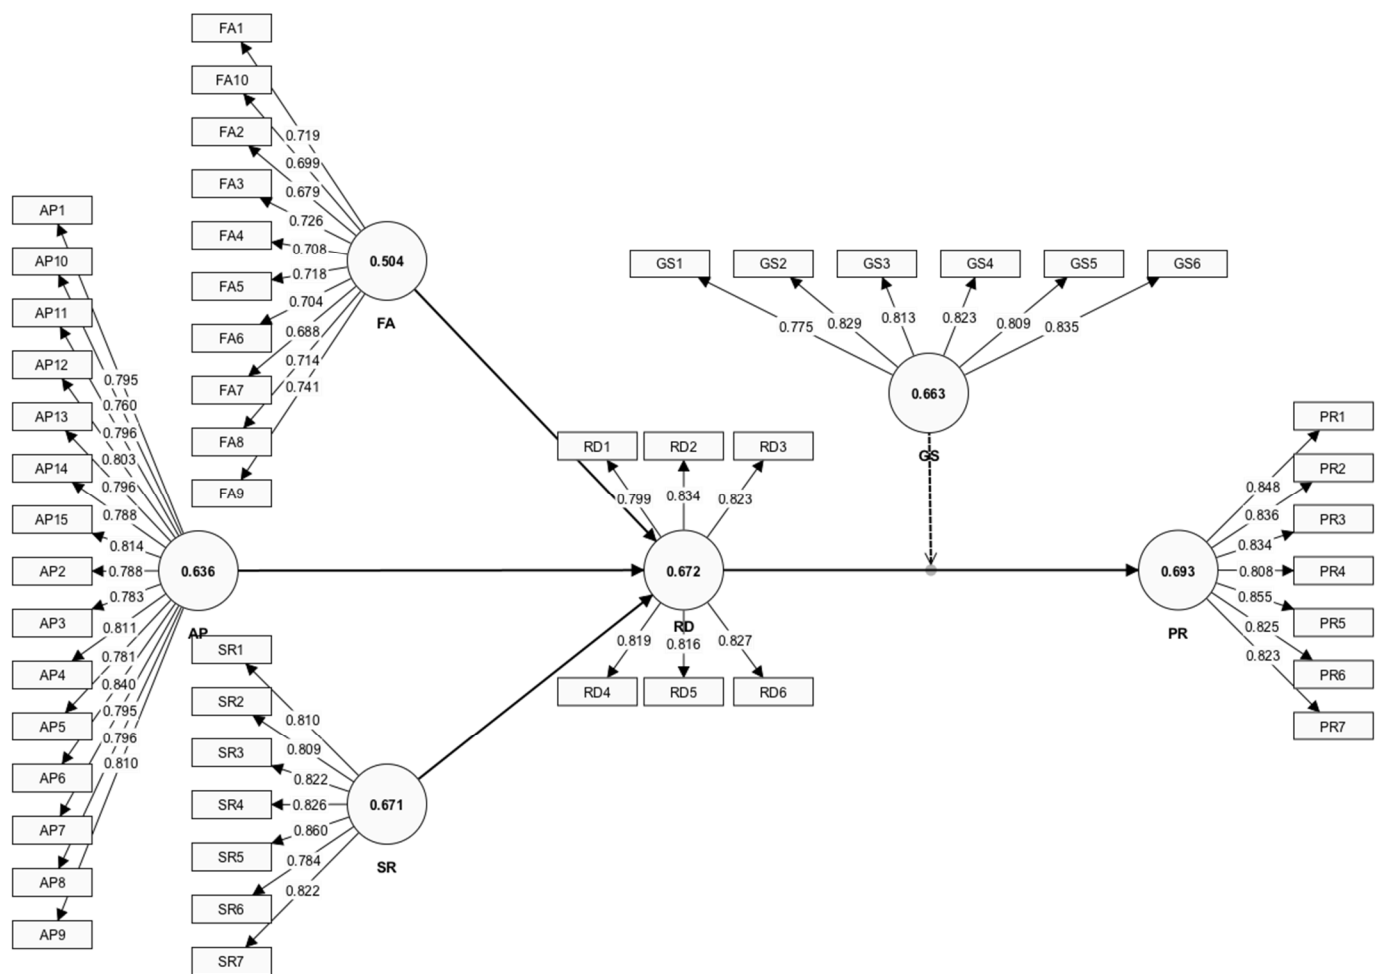 FA1
FA10
FA2
FA3
FA4
FA5
FA6
FA7
FA8
FA9
0.719
0.699
0.679
0.726
0.708
0.718
0.704
0.688
0.714
0.741
0.504
FA
AP1
AP10
AP11
AP12
AP13
AP14
AP15
AP2
AP3
AP4
AP5
AP6
AP7
AP8
AP9
0.795
0.760
0.796
0.803
0.796
0.788
0.814
0.788
0.783
0.811
0.781
0.840
0.795
0.796
0.810
0.636
AP
SR1
SR2
SR3
SR4
SR5
SR6
SR7
0.810
0.809
0.822
0.826
0.860
0.784
0.822
0.671
SR
RD1 RD2 RD3
0.799 0.834 0.823
0.672
RD
0.819 0.816 0.827
RD4 RD5 RD6
GS1 GS2 GS3 GS4 GS5 GS6
0.775 0.829 0.813 0.823 0.809 0.835
0.663
GS
0.693
PR
0.848
0.836
0.834
0.808
0.855
0.825
0.823
PR1
PR2
PR3
PR4
PR5
PR6
PR7